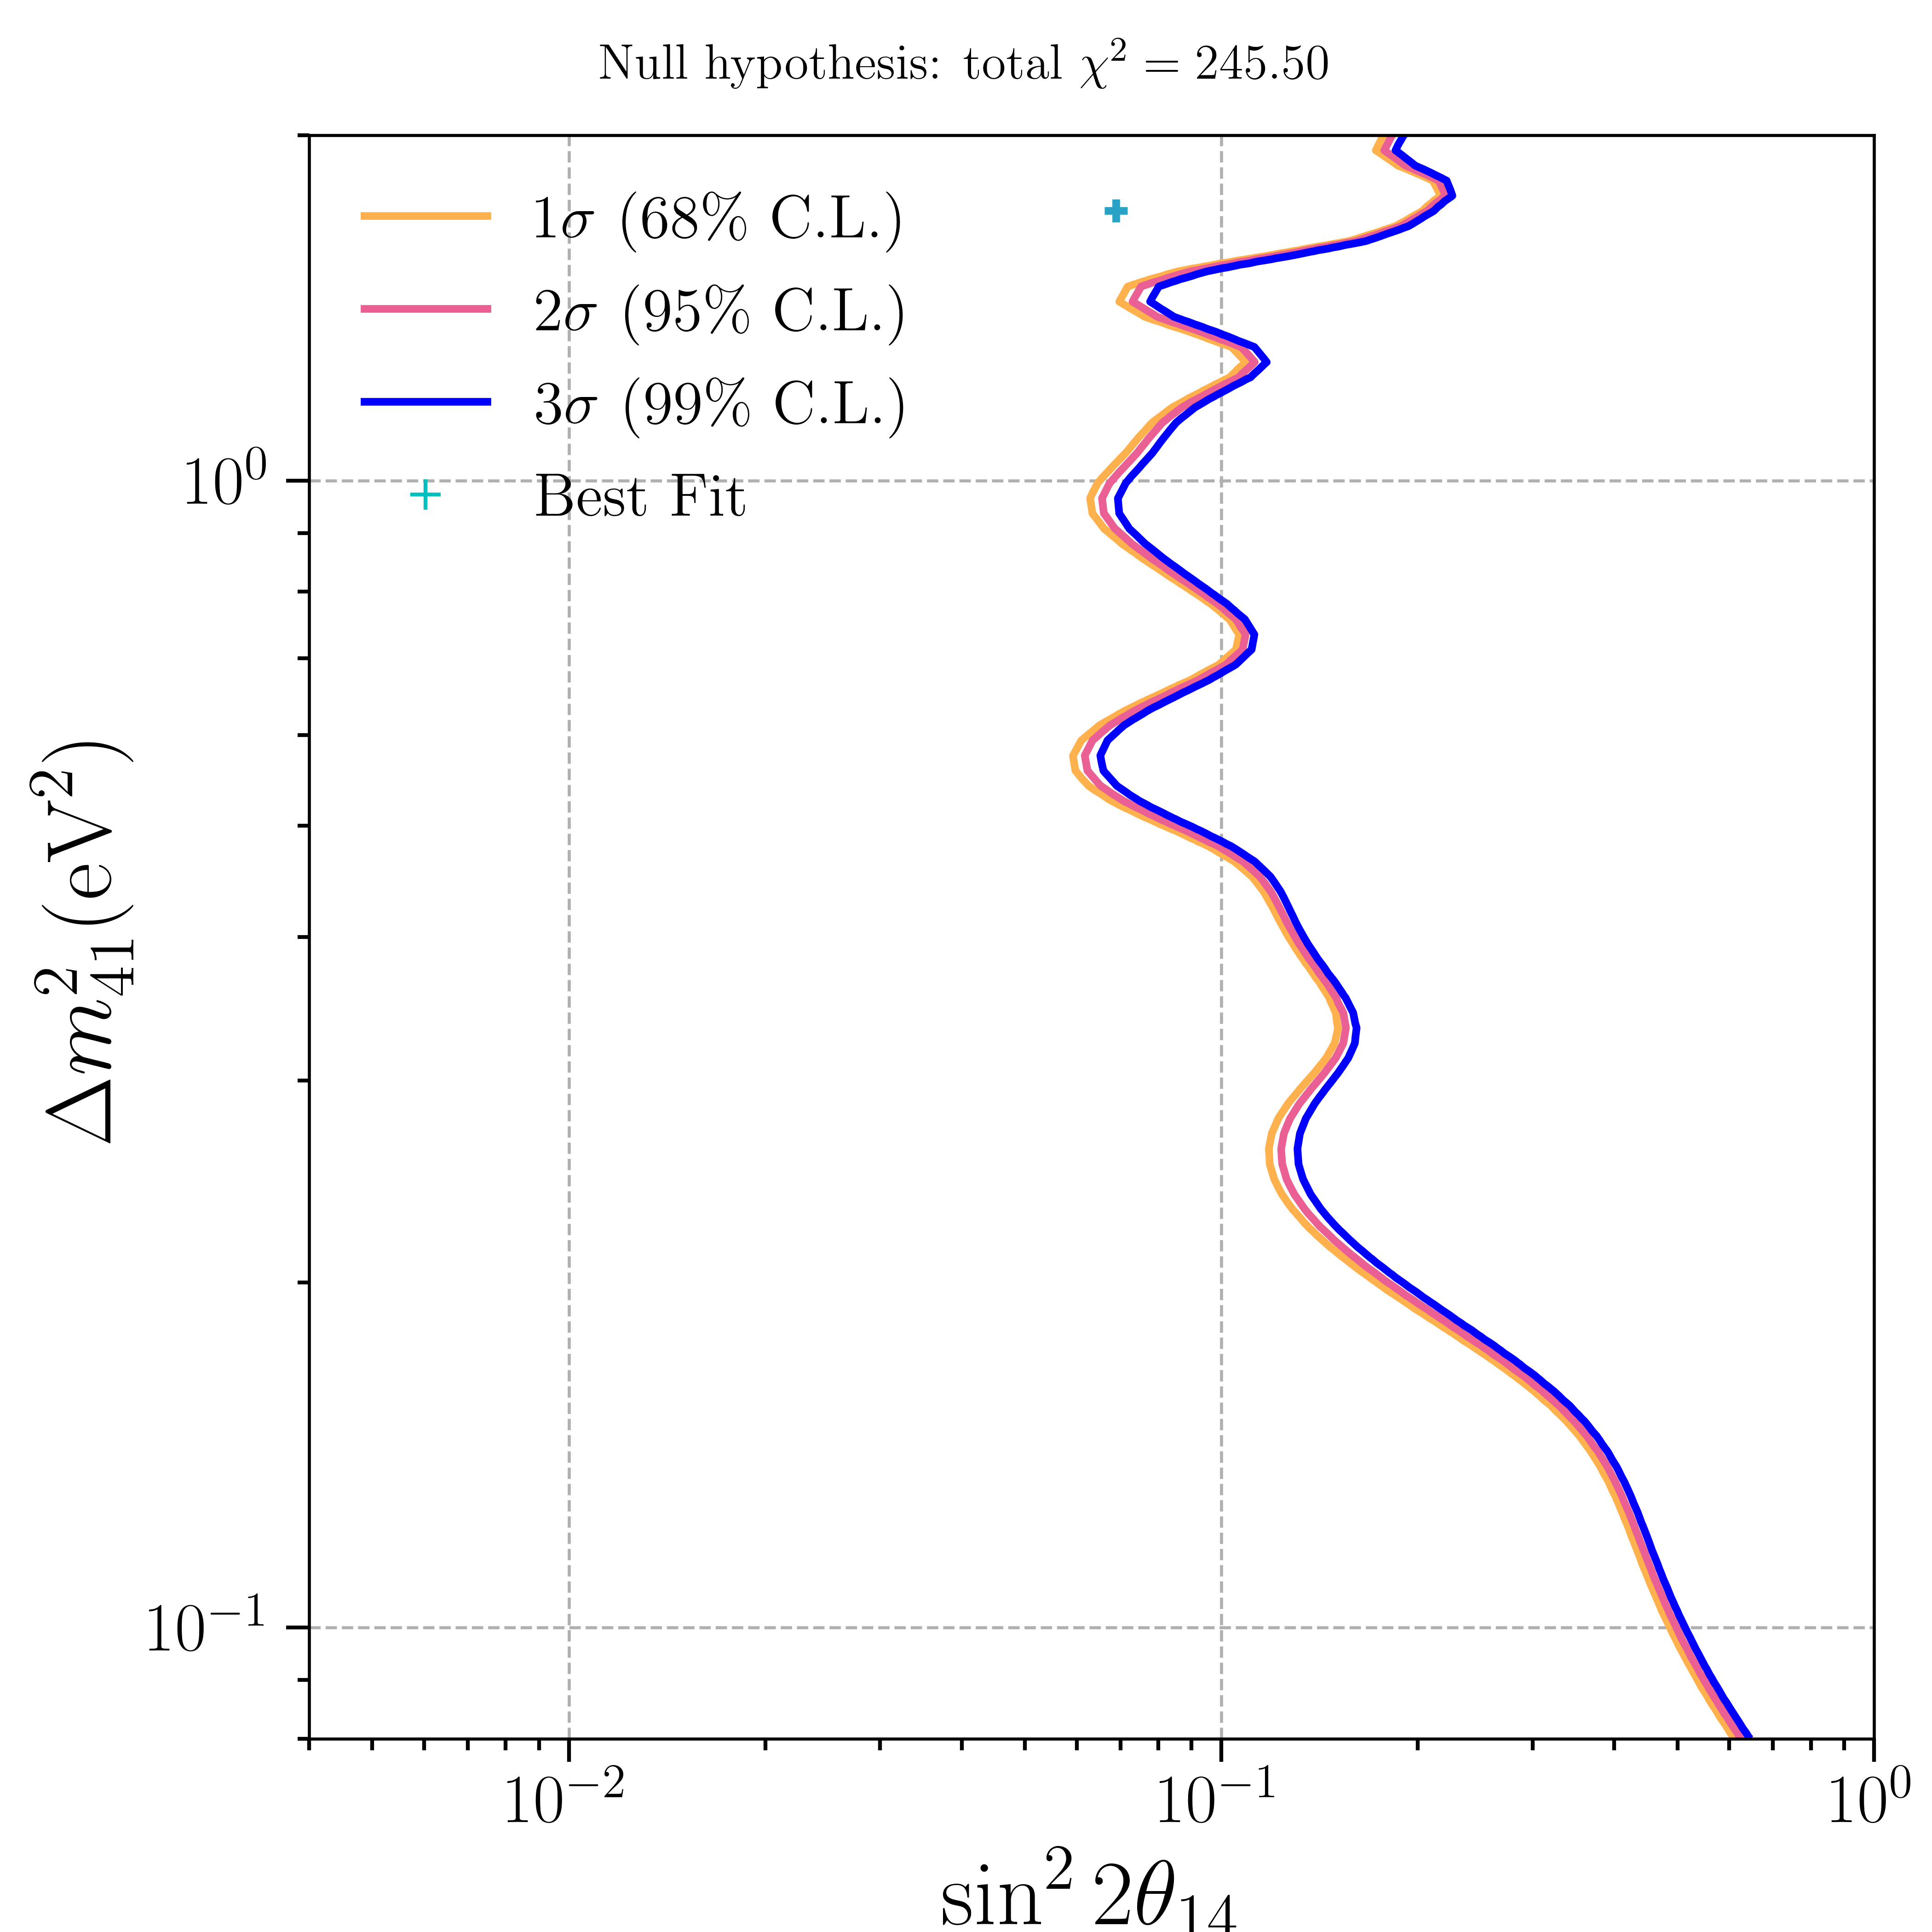 Null hypothesis: total χ² = 245.50
1σ (68% C.L.)
2σ (95% C.L.)
3σ (99% C.L.)
Best Fit
10⁰
10⁻¹
Δm²₄₁(eV²)
10⁻² 10⁻¹ 10⁰
sin² 2θ₁₄